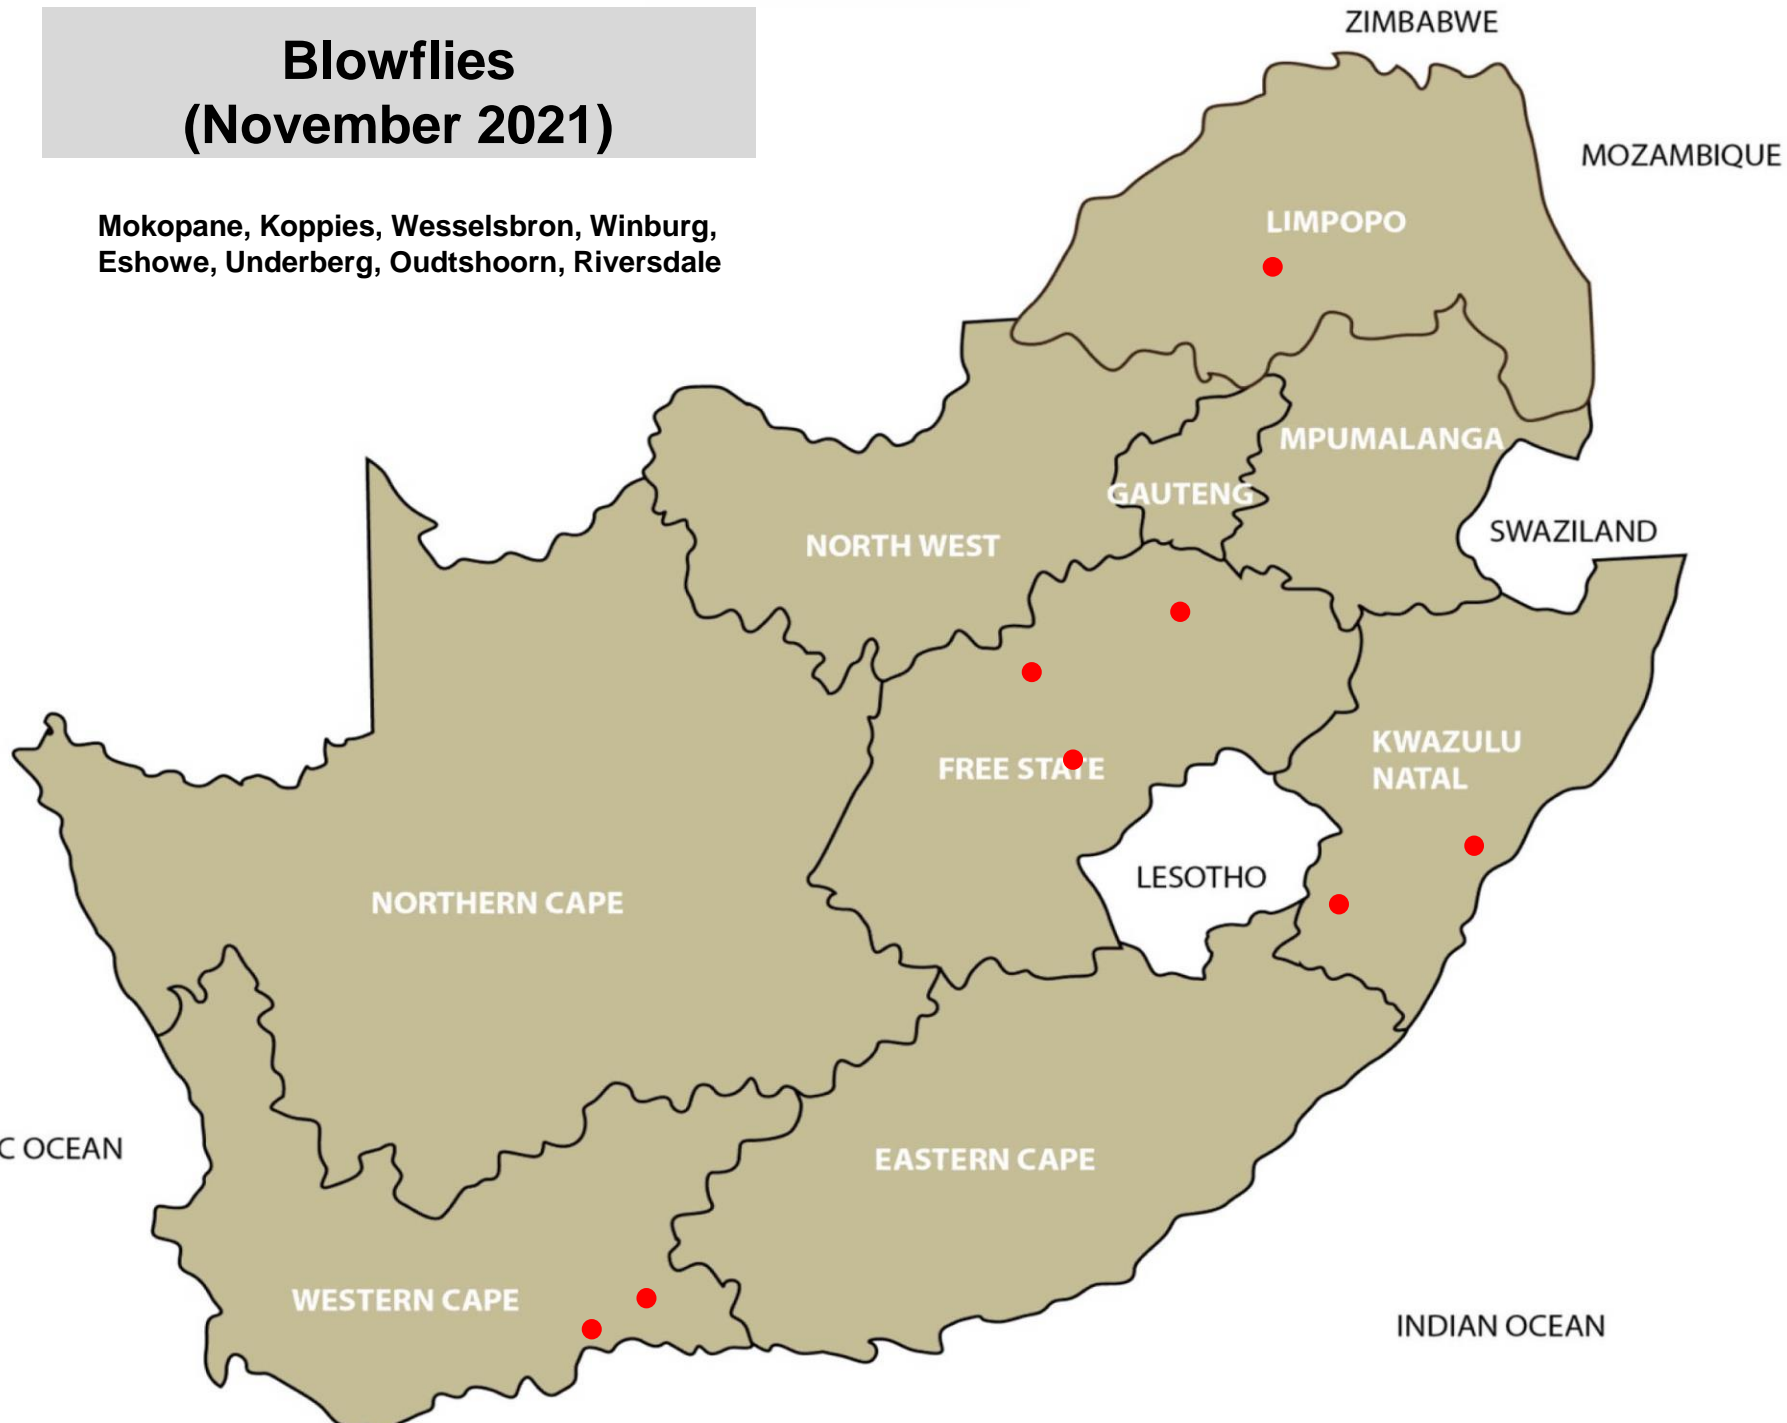 Blowflies
(November 2021)
Mokopane, Koppies, Wesselsbron, Winburg,
Eshowe, Underberg, Oudtshoorn, Riversdale
ZIMBABWE
MOZAMBIQUE
LIMPOPO
MPUMALANGA
GAUTENG
SWAZILAND
NORTH WEST
KWAZULU
NATAL
FREE STATE
LESOTHO
NORTHERN CAPE
C OCEAN
EASTERN CAPE
WESTERN CAPE
INDIAN OCEAN